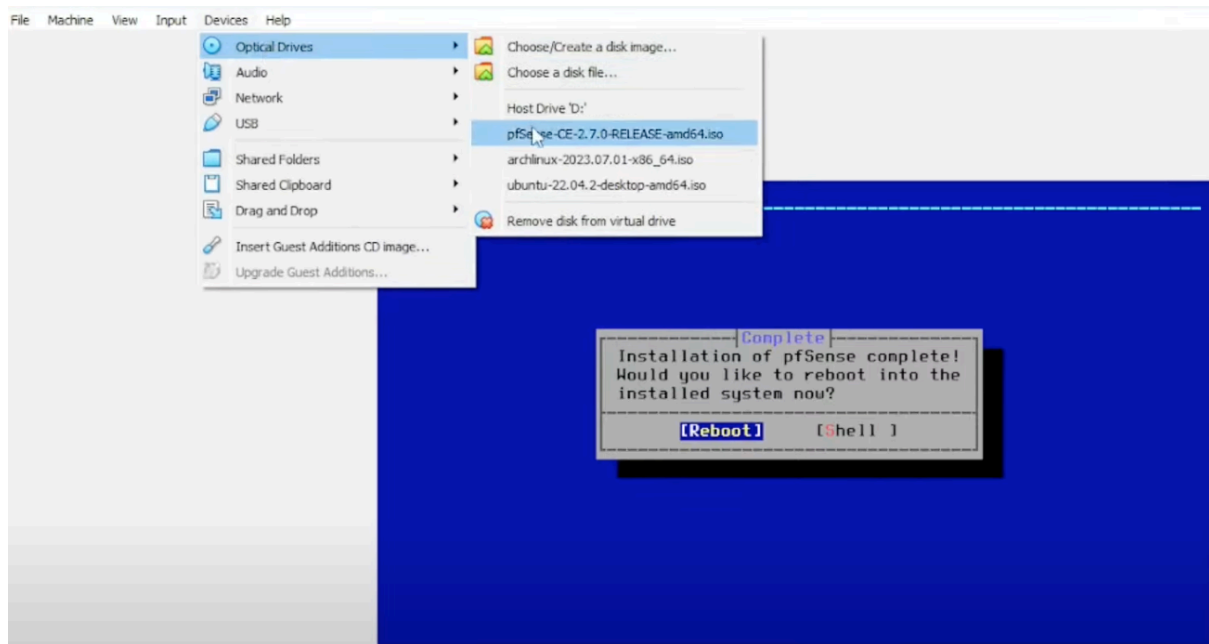 File Machine View Input Devices Help
Optical Drives
Audio
Network
USB
Shared Folders
Shared Clipboard
Drag and Drop
Insert Guest Additions CD image...
Upgrade Guest Additions...
Choose/Create a disk image...
Choose a disk file...
Host Drive 'D:'
pfSense-CE-2.7.0-RELEASE-amd64.iso
archlinux-2023.07.01-x86_64.iso
ubuntu-22.04.2-desktop-amd64.iso
Remove disk from virtual drive
Complete
Installation of pfSense complete!
Would you like to reboot into the
installed system now?
[Reboot] [Shell ]